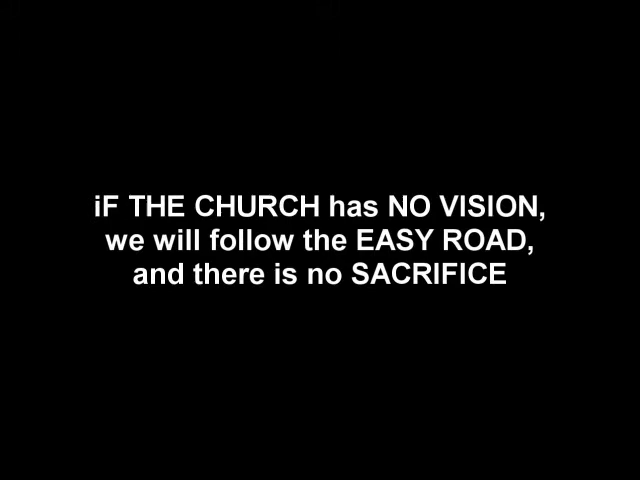 iF THE CHURCH has NO VISION,
we will follow the EASY ROAD,
and there is no SACRIFICE